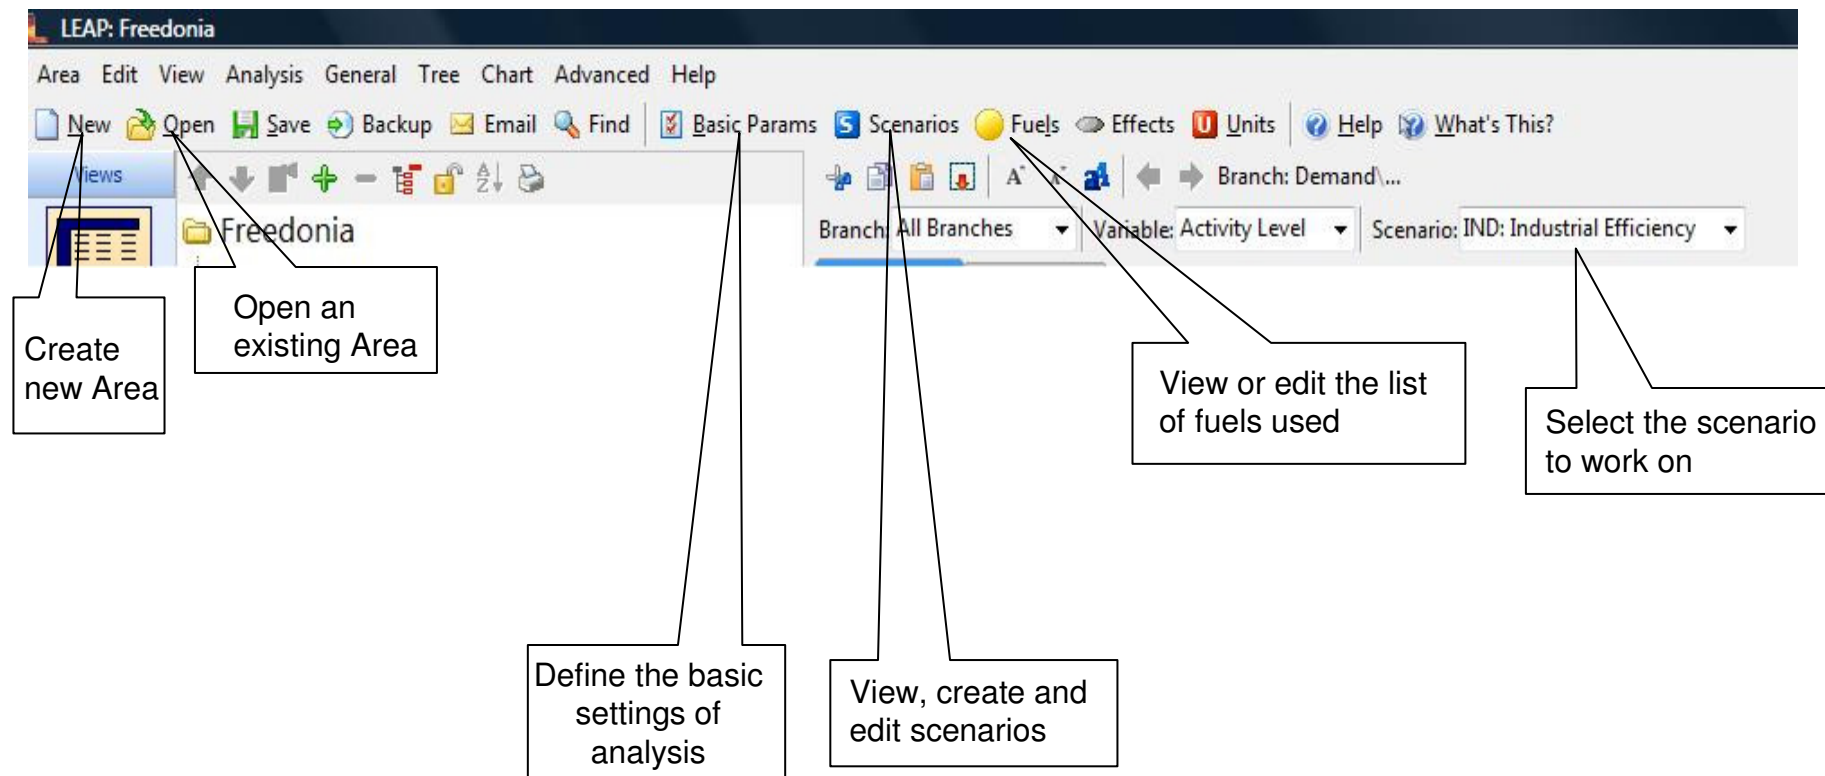 LEAP: Freedonia
Area Edit View Analysis General Tree Chart Advanced Help
New Open Save Backup Email Find Basic Params Scenarios Fuels Effects Units Help What's This?
Views
Branch: Demand\...
Freedonia
Branch: All Branches Variable: Activity Level Scenario: IND: Industrial Efficiency
Create
new Area
Open an
existing Area
View or edit the list
of fuels used
Select the scenario
to work on
Define the basic
settings of
analysis
View, create and
edit scenarios